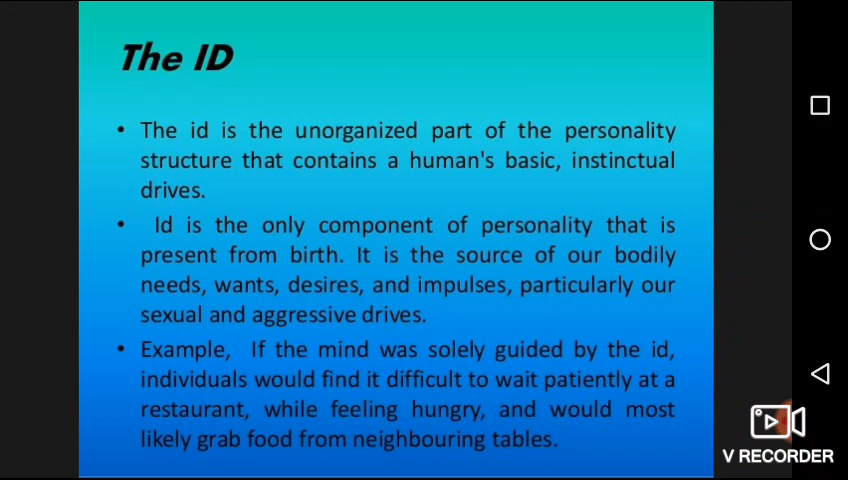 The ID
• The id is the unorganized part of the personality
structure that contains a human's basic, instinctual
drives.
• Id is the only component of personality that is
present from birth. It is the source of our bodily
needs, wants, desires, and impulses, particularly our
sexual and aggressive drives.
• Example, If the mind was solely guided by the id,
individuals would find it difficult to wait patiently at a
restaurant, while feeling hungry, and would most
likely grab food from neighbouring tables.
V RECORDER